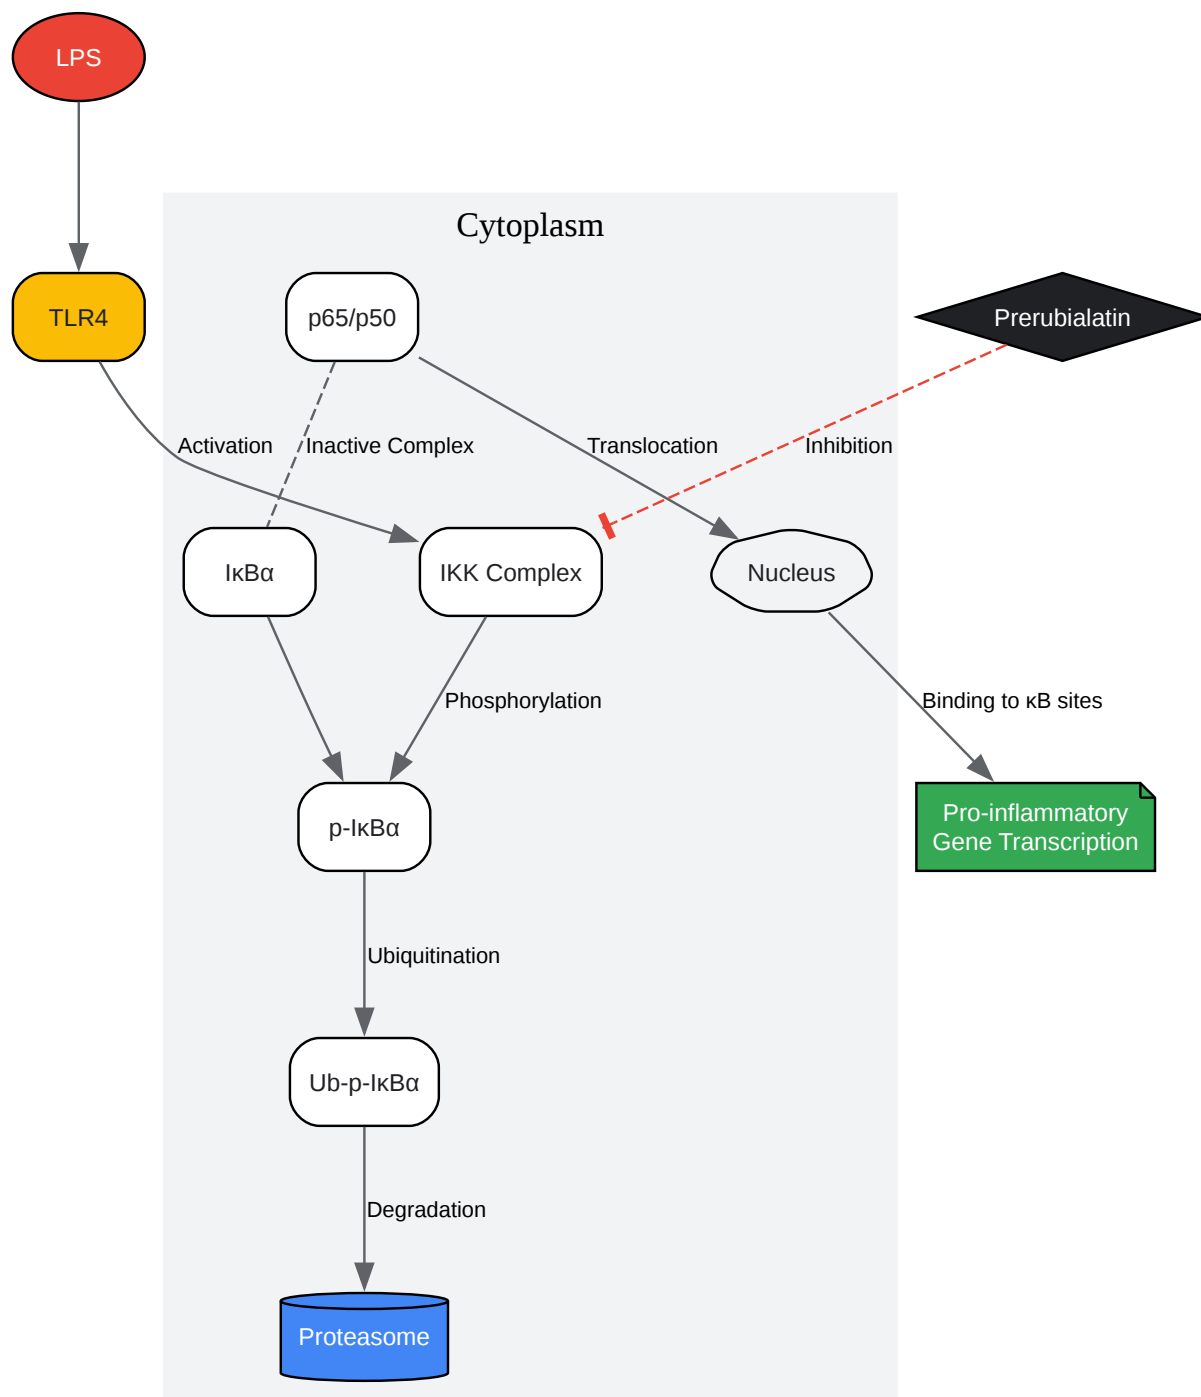 LPS
Cytoplasm
TLR4
p65/p50
Prerubialatin
Activation
Inactive Complex
Translocation
Inhibition
IκBα
IKK Complex
Nucleus
Phosphorylation
Binding to κB sites
p-IκBα
Pro-inflammatory
Gene Transcription
Ubiquitination
Ub-p-IκBα
Degradation
Proteasome